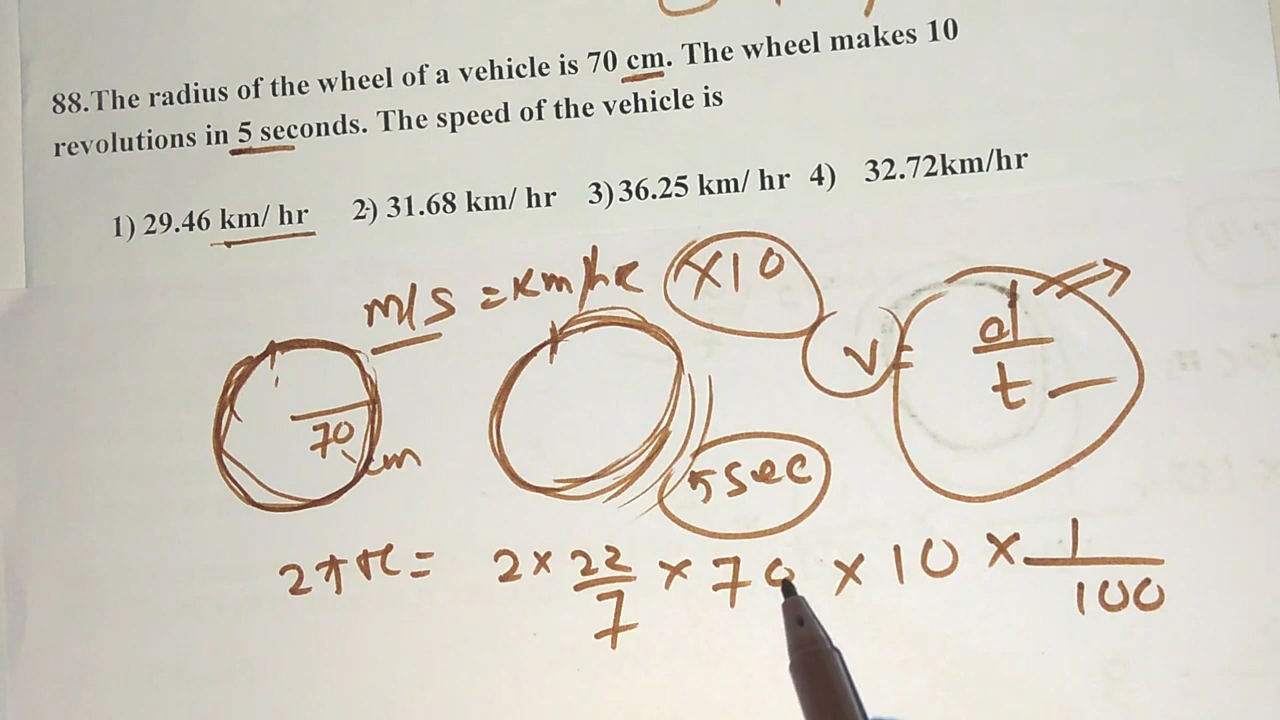 88.The radius of the wheel of a vehicle is 70 cm. The wheel makes 10
revolutions in 5 seconds. The speed of the vehicle is
1) 29.46 km/ hr 2) 31.68 km/ hr 3) 36.25 km/ hr 4) 32.72km/hr
m/s = km/hr ×10
70 cm
5 sec
v = d/t
2πr = 2 × 22/7 × 70 × 10 × 1/100